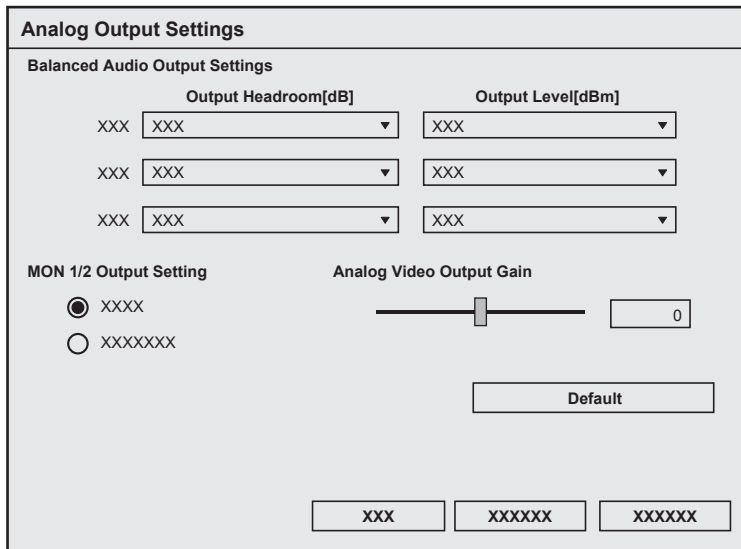 Analog Output Settings
Balanced Audio Output Settings
Output Headroom[dB] Output Level[dBm]
XXX XXX XXX
XXX XXX XXX
XXX XXX XXX
MON 1/2 Output Setting Analog Video Output Gain
XXXX 0
XXXXXXX
Default
XXX XXXXXX XXXXXX